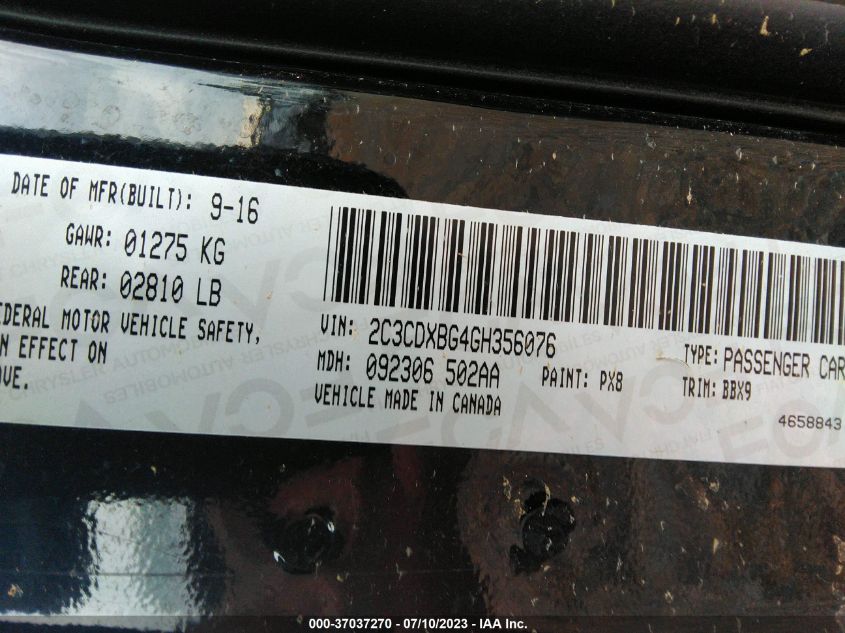 DATE OF MFR(BUILT): 9-16
GAWR: 01275 KG
REAR: 02810 LB
FEDERAL MOTOR VEHICLE SAFETY,
N EFFECT ON
OVE.
VIN: 2C3CDXBG4GH356076
TYPE: PASSENGER CAR
MDH: 092306 502AA
PAINT: PX8
TRIM: BBX9
VEHICLE MADE IN CANADA
4658843
000-37037270 - 07/10/2023 - IAA Inc.